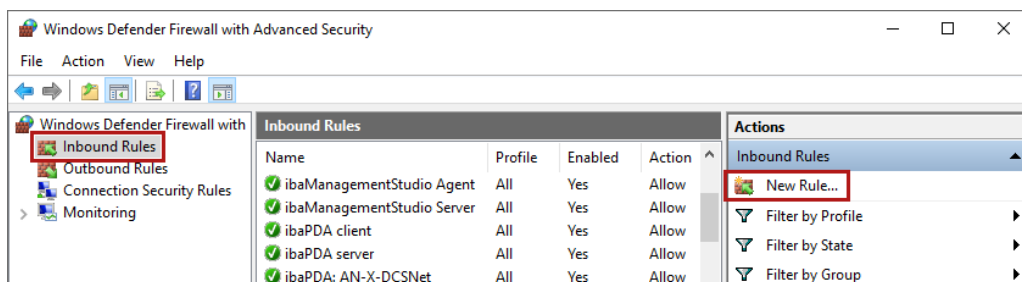 Windows Defender Firewall with Advanced Security
File Action View Help
Windows Defender Firewall with
Inbound Rules
Outbound Rules
Connection Security Rules
Monitoring
Inbound Rules
Name Profile Enabled Action
ibaManagementStudio Agent All Yes Allow
ibaManagementStudio Server All Yes Allow
ibaPDA client All Yes Allow
ibaPDA server All Yes Allow
ibaPDA: AN-X-DCSNet All Yes Allow
Actions
Inbound Rules
New Rule...
Filter by Profile
Filter by State
Filter by Group